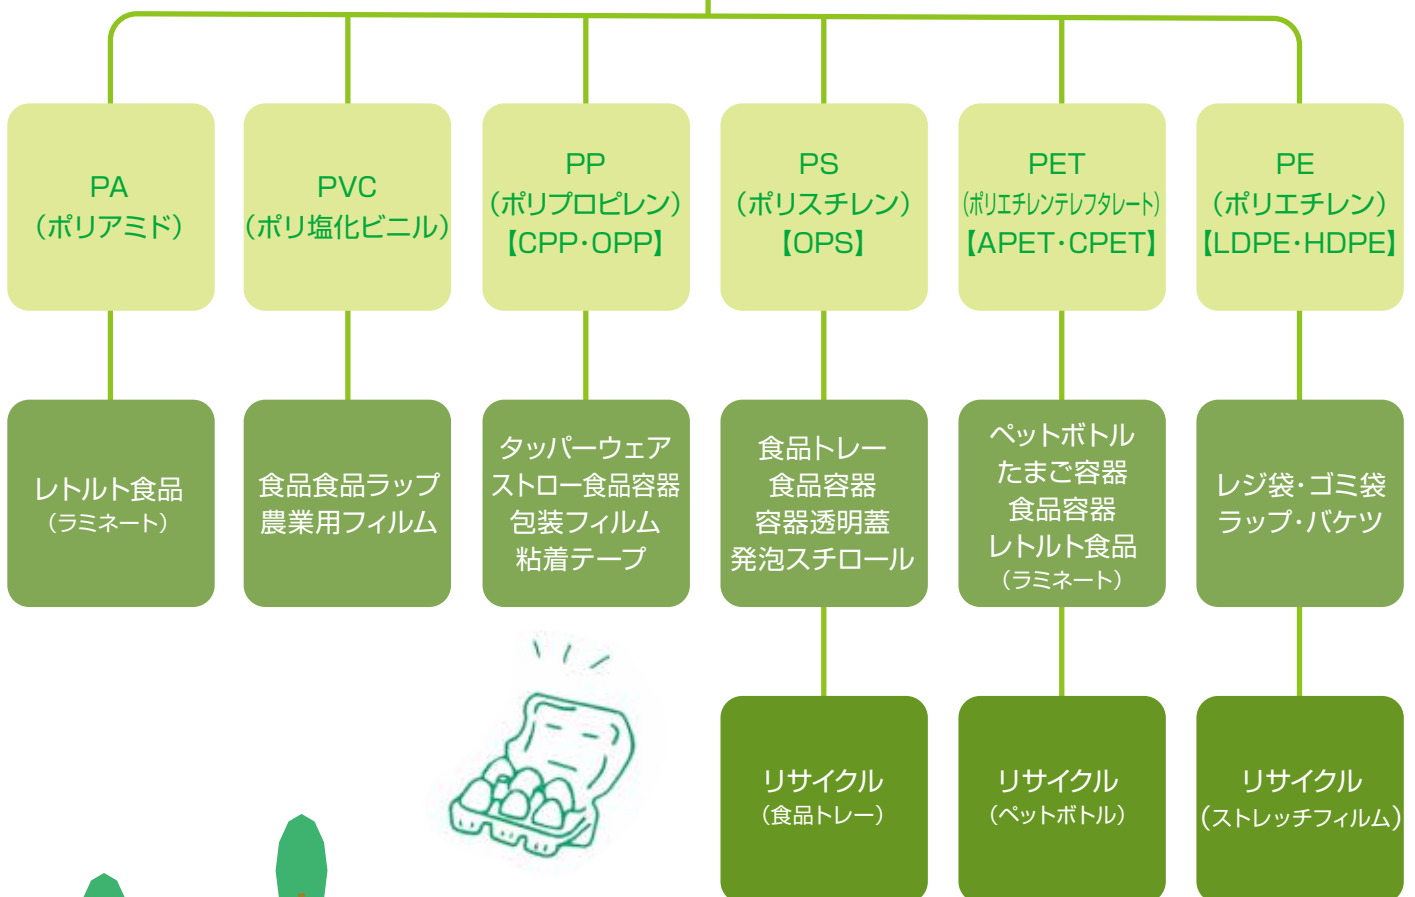 PA
（ポリアミド）
PVC
（ポリ塩化ビニル）
PP
（ポリプロピレン）
【CPP･OPP】
PS
（ポリスチレン）
【OPS】
PET
（ポリエチレンテレフタレート）
【APET･CPET】
PE
（ポリエチレン）
【LDPE･HDPE】
レトルト食品
（ラミネート）
食品食品ラップ
農業用フィルム
タッパーウェア
ストロー食品容器
包装フィルム
粘着テープ
食品トレー
食品容器
容器透明蓋
発泡スチロール
ペットボトル
たまご容器
食品容器
レトルト食品
（ラミネート）
レジ袋･ゴミ袋
ラップ･バケツ
リサイクル
（食品トレー）
リサイクル
（ペットボトル）
リサイクル
（ストレッチフィルム）